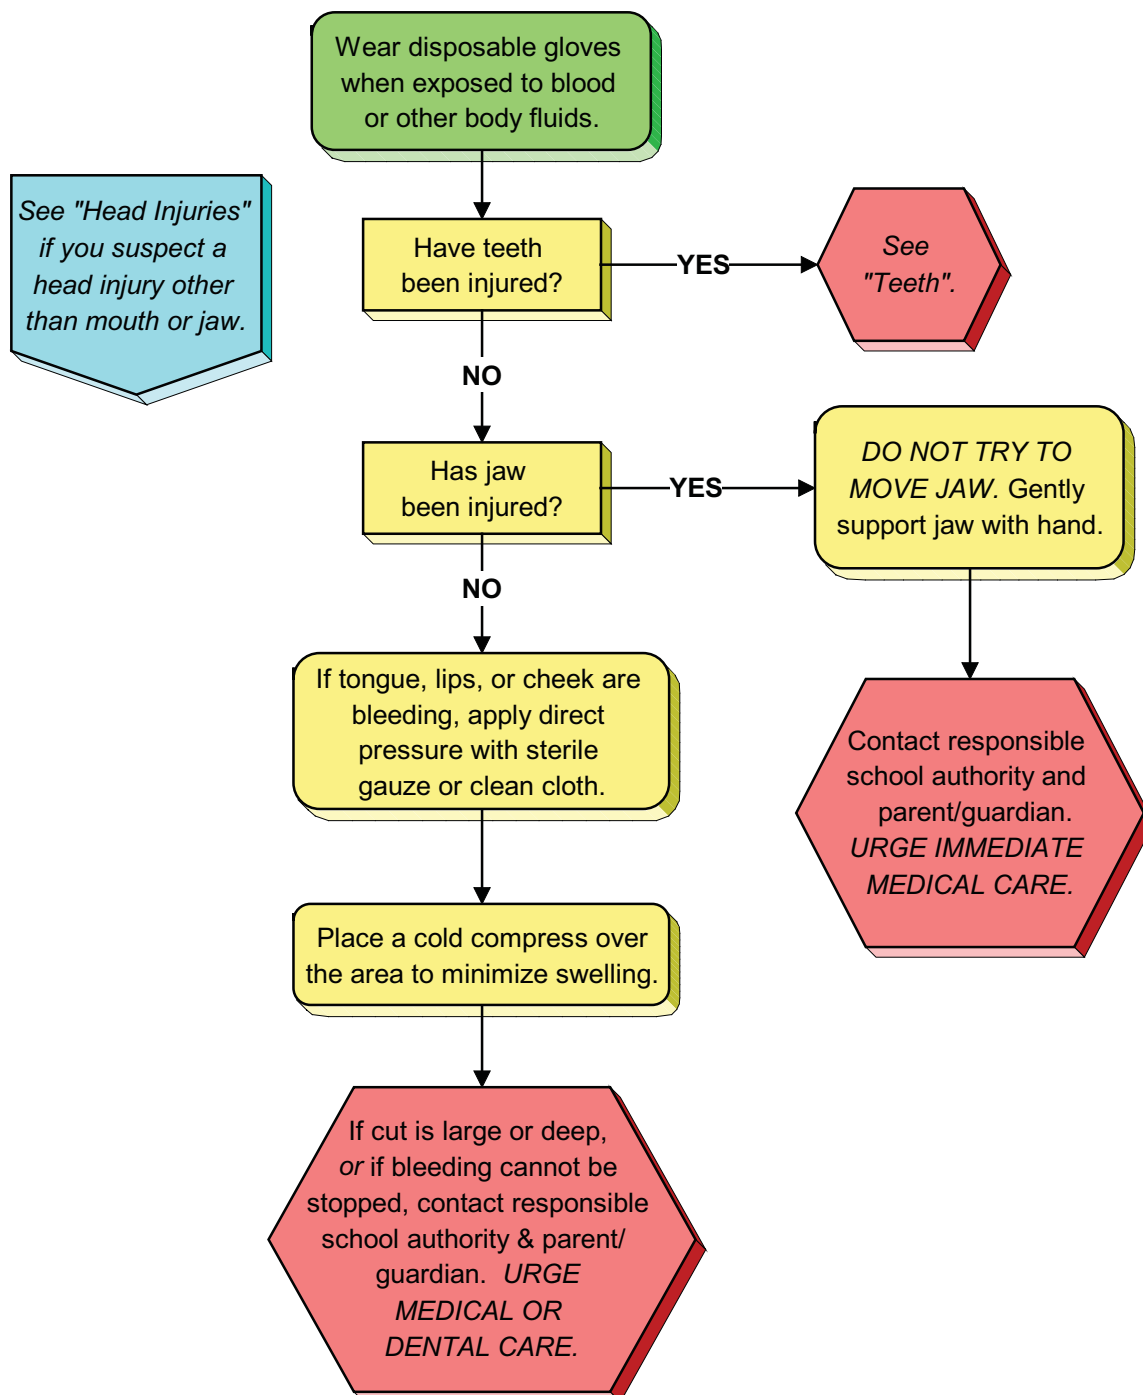 Wear disposable gloves
when exposed to blood
or other body fluids.
See "Head Injuries"
if you suspect a
head injury other
than mouth or jaw.
Have teeth
been injured?
YES
See
"Teeth".
NO
Has jaw
been injured?
YES
DO NOT TRY TO
MOVE JAW. Gently
support jaw with hand.
NO
If tongue, lips, or cheek are
bleeding, apply direct
pressure with sterile
gauze or clean cloth.
Contact responsible
school authority and
parent/guardian.
URGE IMMEDIATE
MEDICAL CARE.
Place a cold compress over
the area to minimize swelling.
If cut is large or deep,
or if bleeding cannot be
stopped, contact responsible
school authority & parent/
guardian. URGE
MEDICAL OR
DENTAL CARE.